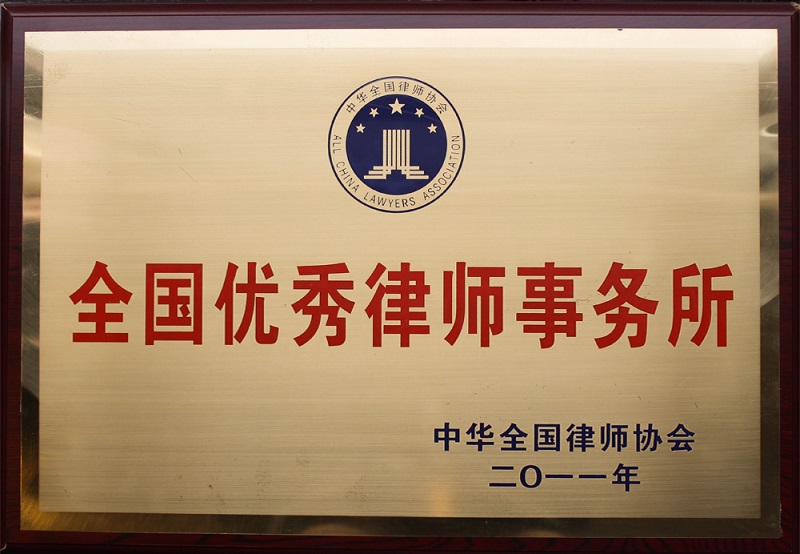 中华全国律师协会
ALL CHINA LAWYERS ASSOCIATION
全国优秀律师事务所
中华全国律师协会
二O一一年